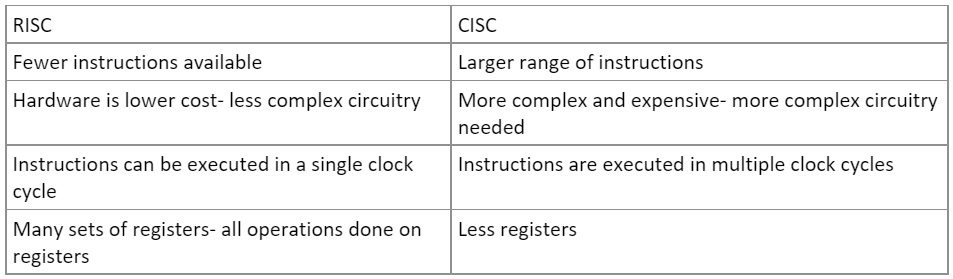 RISC
CISC
Fewer instructions available
Larger range of instructions
Hardware is lower cost- less complex circuitry
More complex and expensive- more complex circuitry
needed
Instructions can be executed in a single clock
cycle
Instructions are executed in multiple clock cycles
Many sets of registers- all operations done on
registers
Less registers